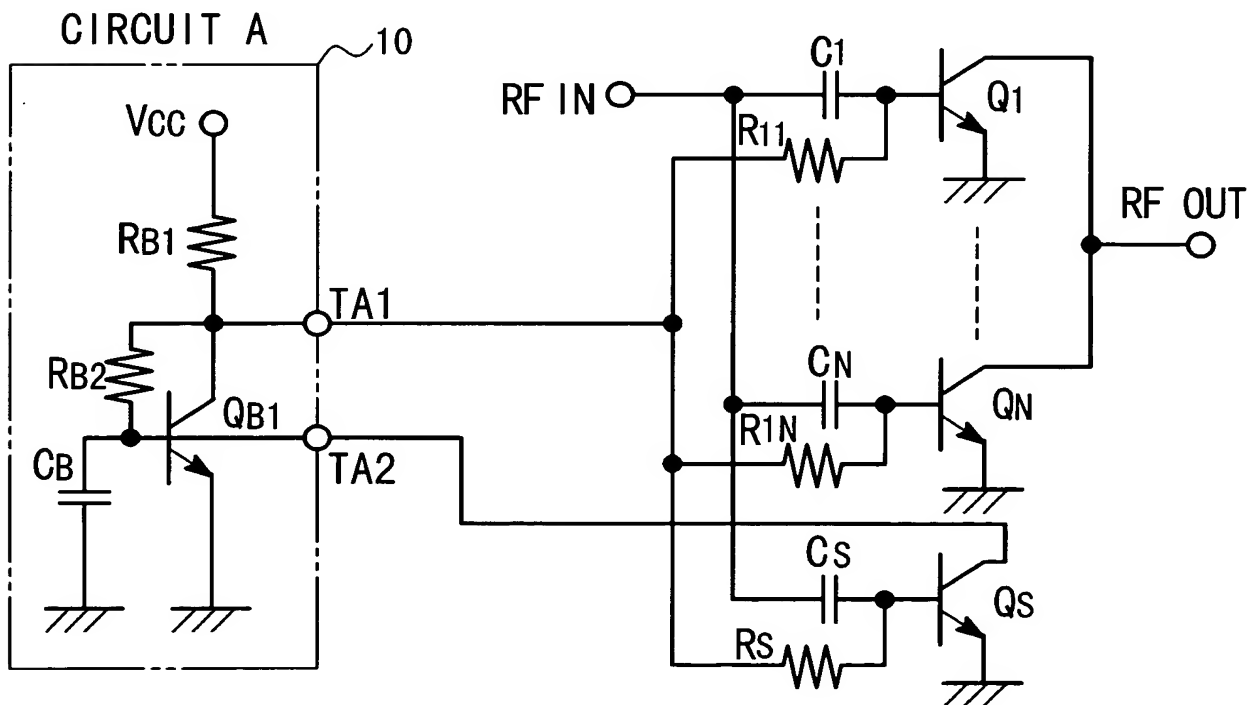 CIRCUIT A
10
VCC
RB1
TA1
RB2
QB1
CB
TA2
RF IN
C1
Q1
R11
RF OUT
CN
QN
R1N
CS
QS
RS